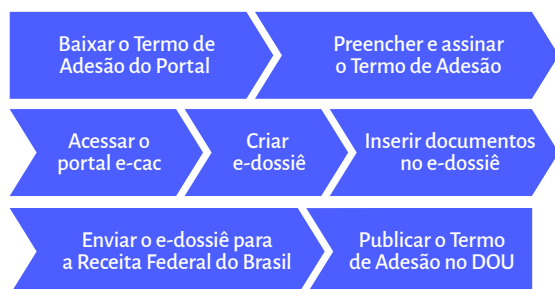 Baixar o Termo de
Adesão do Portal
Preencher e assinar
o Termo de Adesão
Acessar o
portal e-cac
Criar
e-dossiê
Inserir documentos
no e-dossiê
Enviar o e-dossiê para
a Receita Federal do Brasil
Publicar o Termo
de Adesão no DOU